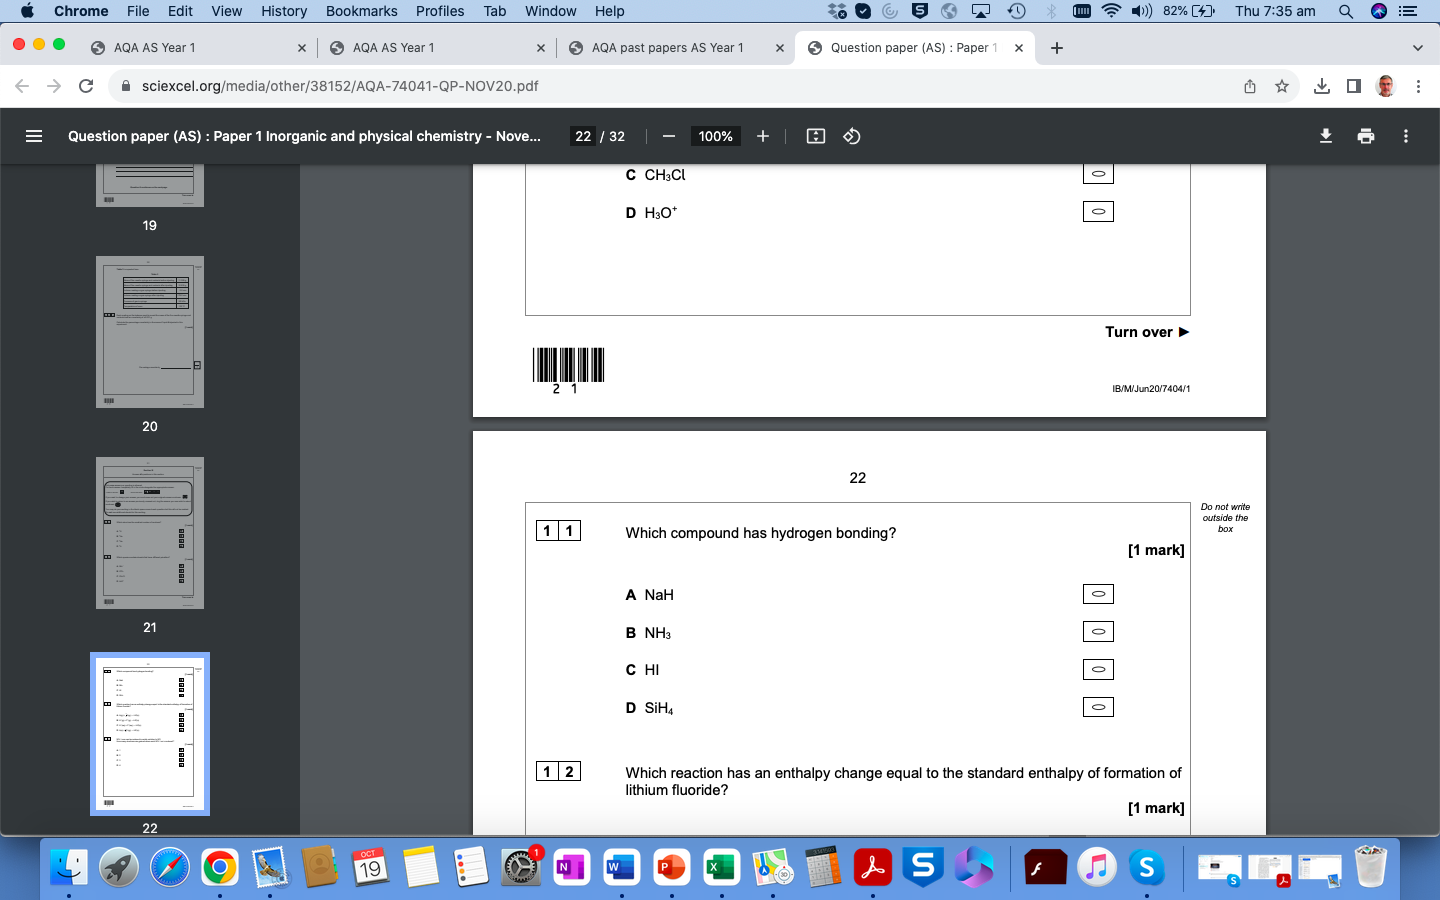 Chrome File Edit View History Bookmarks Profiles Tab Window Help 82% Thu 7:35 am
AQA AS Year 1
AQA AS Year 1
AQA past papers AS Year 1
Question paper (AS) : Paper 1
sciexcel.org/media/other/38152/AQA-74041-QP-NOV20.pdf
Question paper (AS) : Paper 1 Inorganic and physical chemistry - Nove... 22 / 32 100%
19
20
21
22
C CH₃Cl
D H₃O⁺
Turn over ►
2 1
IB/M/Jun20/7404/1
22
Do not write
outside the
box
1 1 Which compound has hydrogen bonding?
[1 mark]
A NaH
B NH₃
C HI
D SiH₄
1 2 Which reaction has an enthalpy change equal to the standard enthalpy of formation of
lithium fluoride?
[1 mark]
OCT
19
1